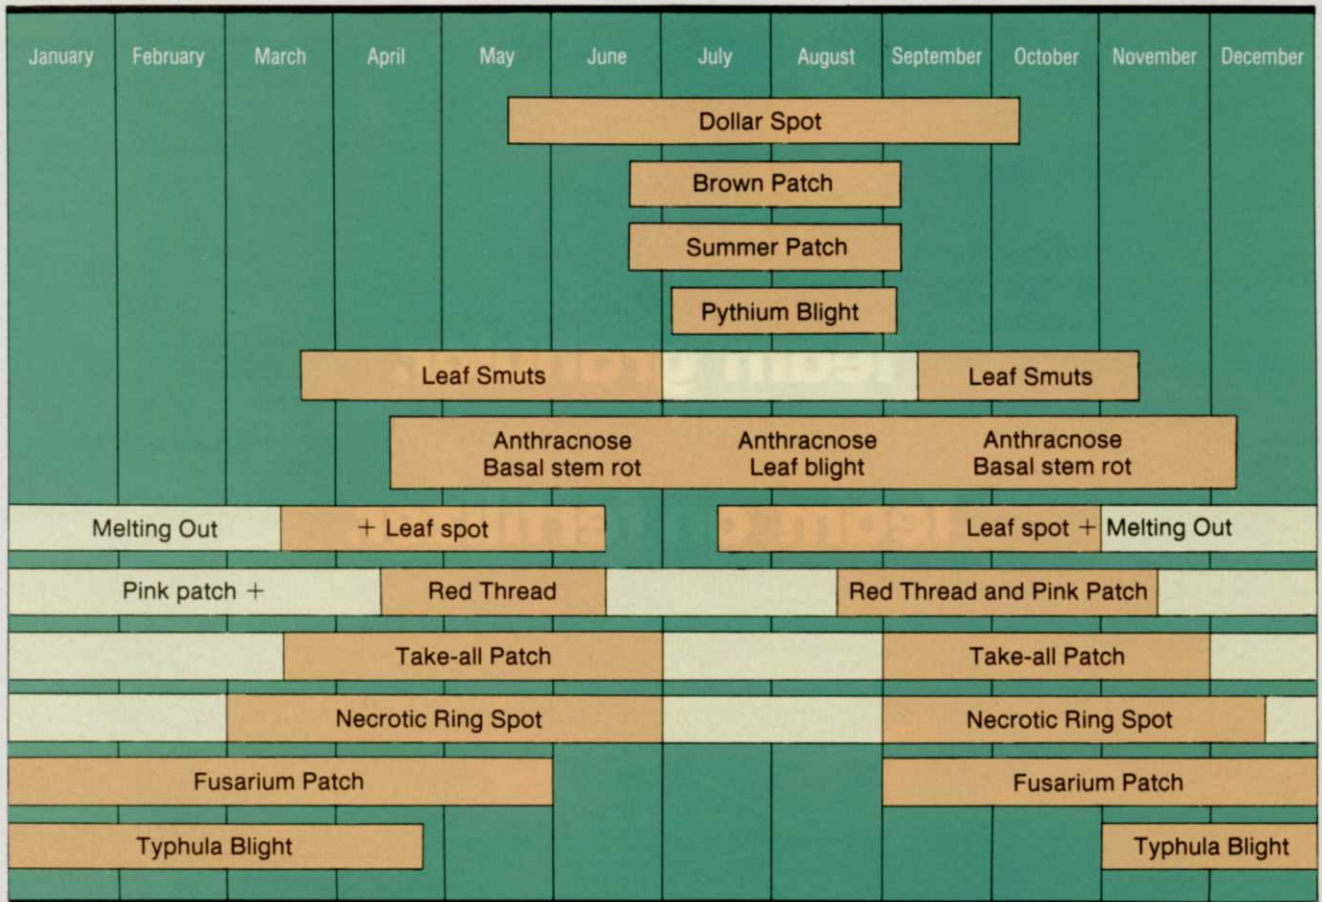 January February March April May June July August September October November December
Dollar Spot
Brown Patch
Summer Patch
Pythium Blight
Leaf Smuts Leaf Smuts
Anthracnose Anthracnose Anthracnose
Basal stem rot Leaf blight Basal stem rot
Melting Out + Leaf spot Leaf spot + Melting Out
Pink patch + Red Thread Red Thread and Pink Patch
Take-all Patch Take-all Patch
Necrotic Ring Spot Necrotic Ring Spot
Fusarium Patch Fusarium Patch
Typhula Blight Typhula Blight